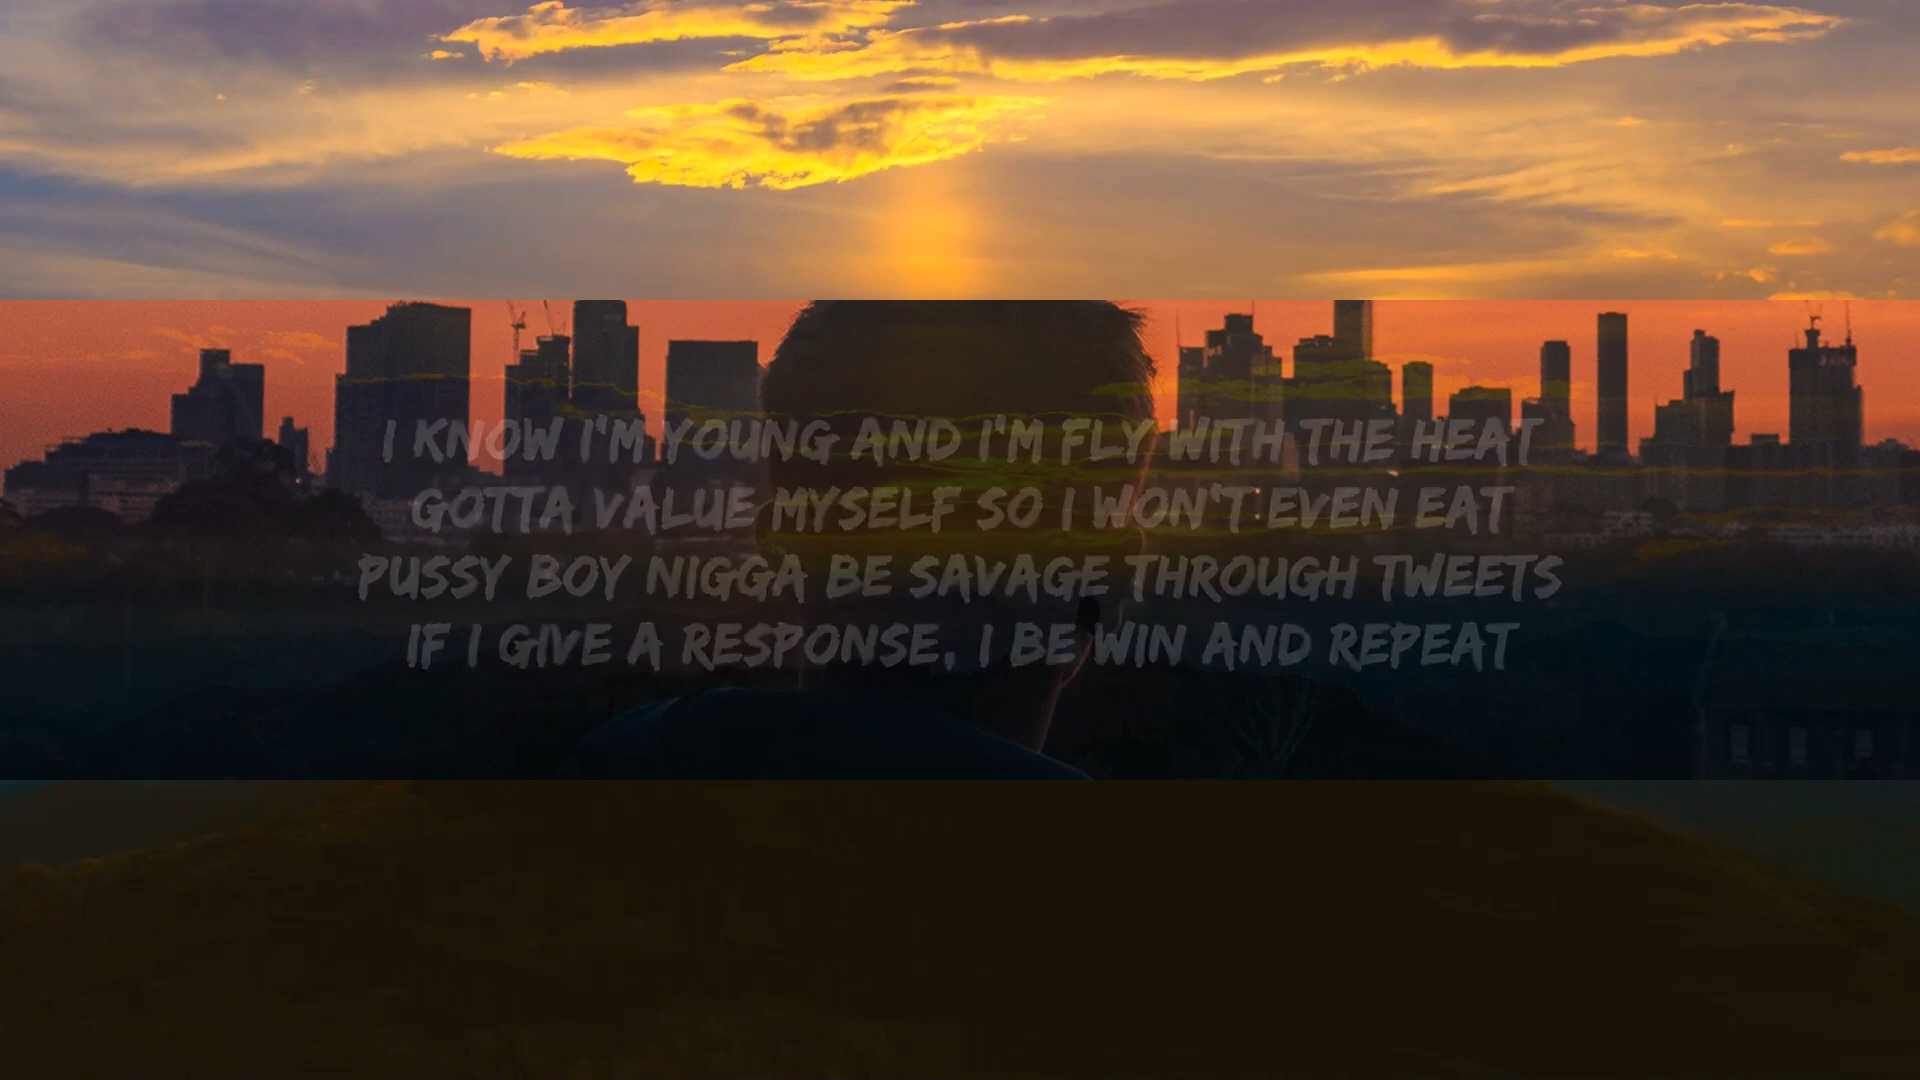 I KNOW I'M YOUNG AND I'M FLY WITH THE HEAT
GOTTA VALUE MYSELF SO I WON'T EVEN EAT
PUSSY BOY NIGGA BE SAVAGE THROUGH TWEETS
IF I GIVE A RESPONSE, I BE WIN AND REPEAT